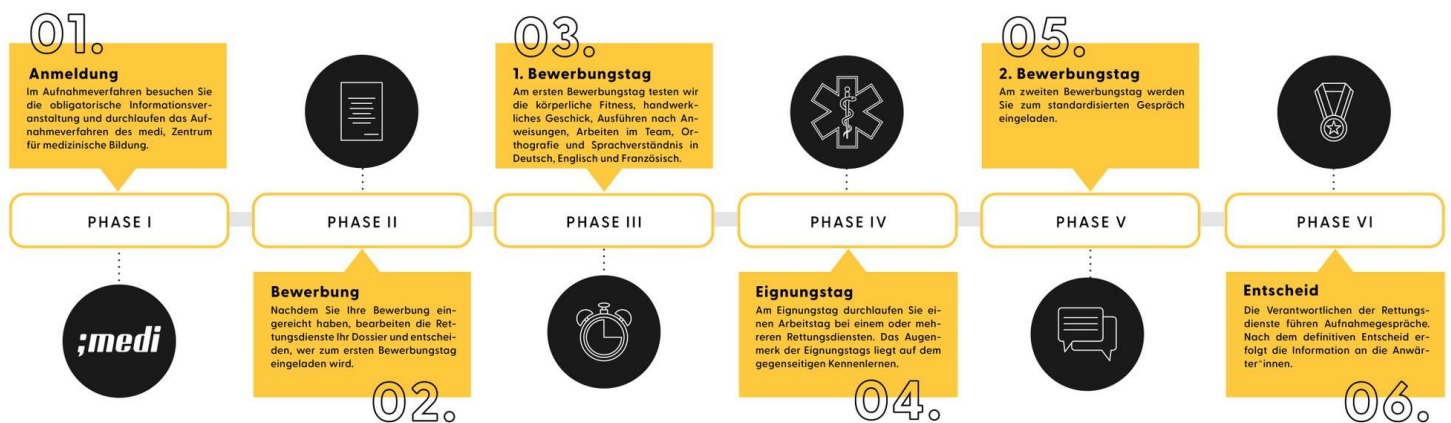 01.
Anmeldung
Im Aufnahmeverfahren besuchen Sie
die obligatorische Informationsver-
anstaltung und durchlaufen das Auf-
nahmeverfahren des medi, Zentrum
für medizinische Bildung.
PHASE I
;medi
PHASE II
Bewerbung
Nachdem Sie Ihre Bewerbung ein-
gereicht haben, bearbeiten die Ret-
tungsdienste Ihr Dossier und entschei-
den, wer zum ersten Bewerbungstag
eingeladen wird.
02.
03.
1. Bewerbungstag
Am ersten Bewerbungstag testen wir
die körperliche Fitness, handwerk-
liches Geschick, Ausführen nach An-
weisungen, Arbeiten im Team, Or-
thografie und Sprachverständnis in
Deutsch, Englisch und Französisch.
PHASE III
PHASE IV
Eignungstag
Am Eignungstag durchlaufen Sie ei-
nen Arbeitstag bei einem oder meh-
reren Rettungsdiensten. Das Augen-
merk der Eignungstags liegt auf dem
gegenseitigen Kennenlernen.
04.
05.
2. Bewerbungstag
Am zweiten Bewerbungstag werden
Sie zum standardisierten Gespräch
eingeladen.
PHASE V
PHASE VI
Entscheid
Die Verantwortlichen der Rettungs-
dienste führen Aufnahmegespräche.
Nach dem definitiven Entscheid er-
folgt die Information an die Anwär-
ter*innen.
06.